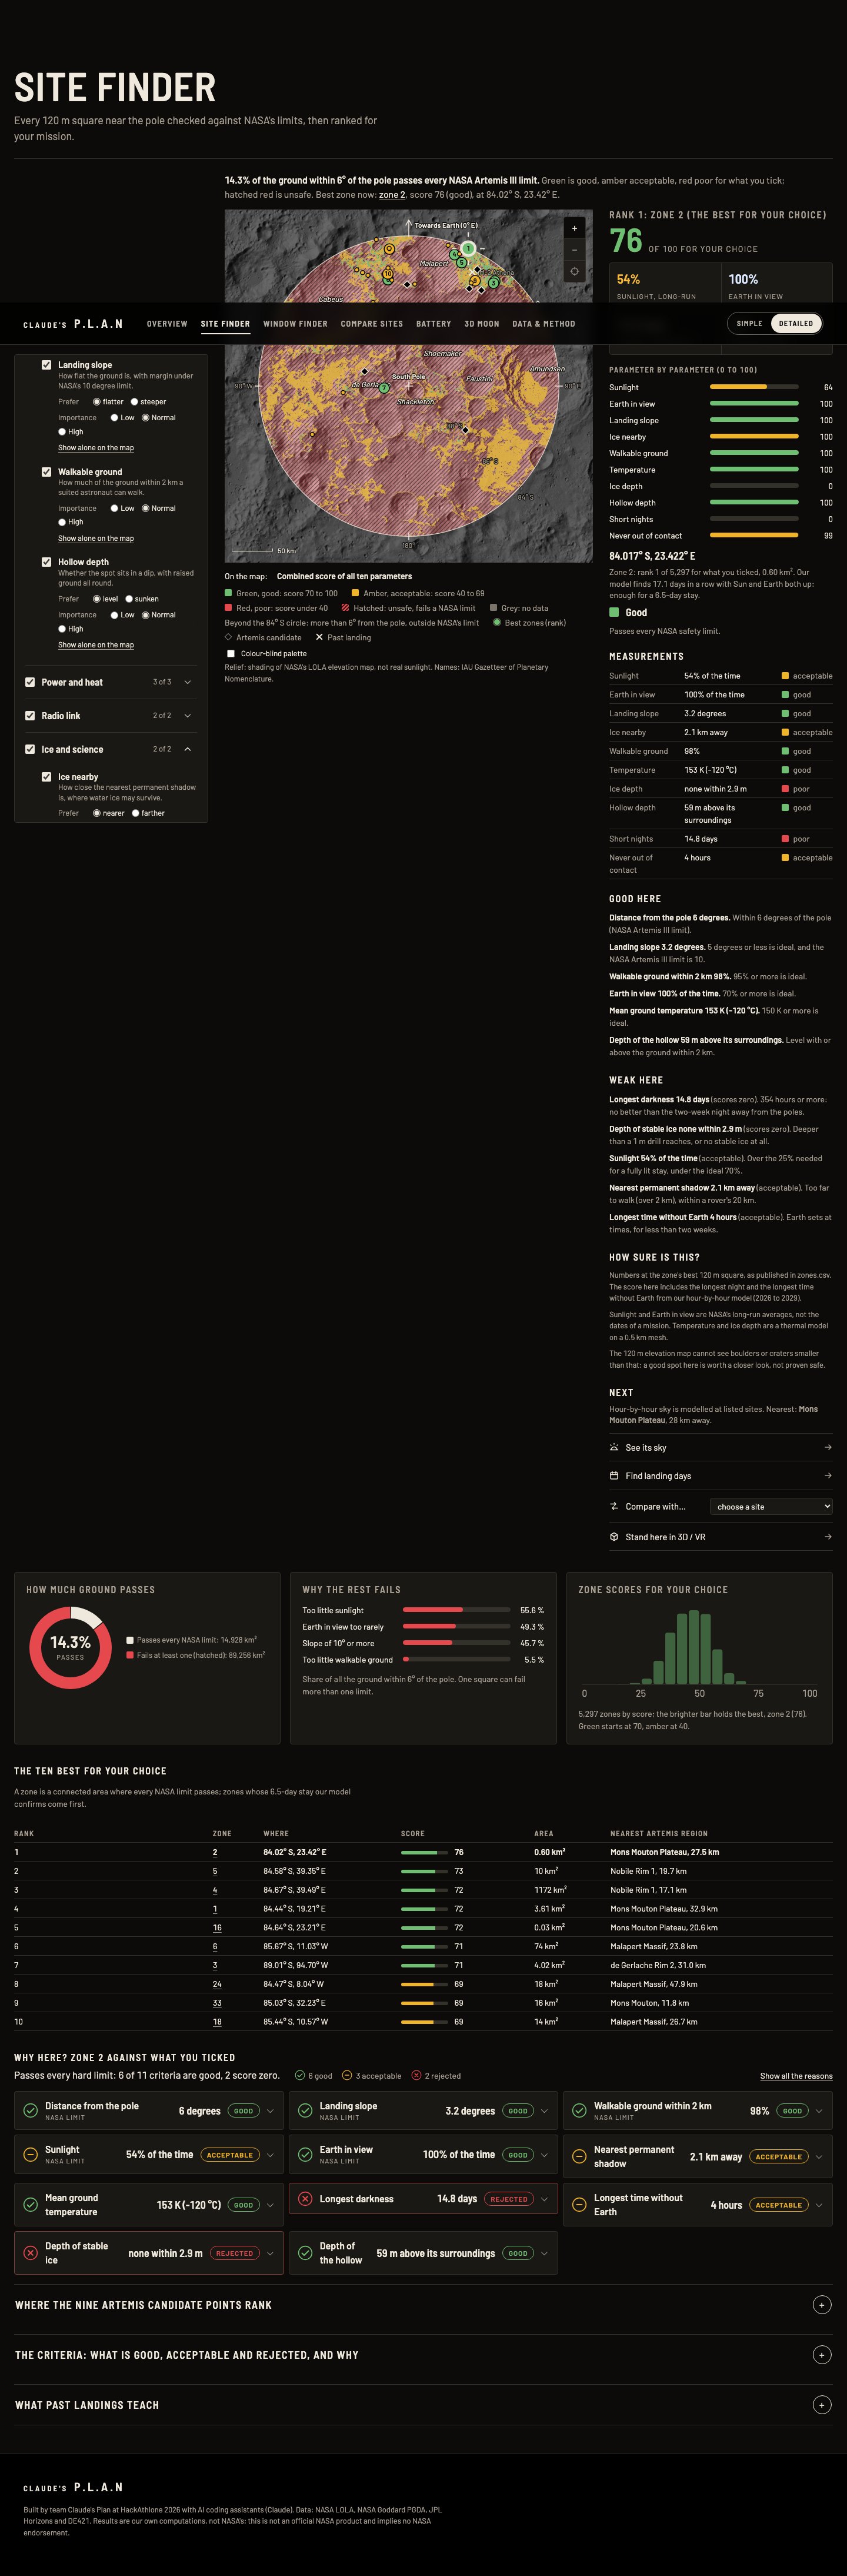 SITE FINDER
Every 120 m square near the pole checked against NASA's limits, then ranked for
your mission.
14.3% of the ground within 6° of the pole passes every NASA Artemis III limit. Green is good, amber acceptable, red poor for what you tick;
hatched red is unsafe. Best zone now: zone 2, score 76 (good), at 84.02° S, 23.42° E.
Towards Earth (0° E)
Malapert
Cabeus
+
−
RANK 1: ZONE 2 (THE BEST FOR YOUR CHOICE)
76 OF 100 FOR YOUR CHOICE
54%
SUNLIGHT, LONG-RUN
100%
EARTH IN VIEW
CLAUDE'S P.L.A.N
OVERVIEW
SITE FINDER
WINDOW FINDER
COMPARE SITES
BATTERY
3D MOON
DATA & METHOD
SIMPLE
DETAILED
Landing slope
How flat the ground is, with margin under
NASA's 10 degree limit.
Prefer flatter steeper
Importance Low Normal
High
Show alone on the map
Walkable ground
How much of the ground within 2 km a
suited astronaut can walk.
Importance Low Normal
High
Show alone on the map
Hollow depth
Whether the spot sits in a dip, with raised
ground all round.
Prefer level sunken
Importance Low Normal
High
Show alone on the map
Power and heat 3 of 3
Radio link 2 of 2
Ice and science 2 of 2
Ice nearby
How close the nearest permanent shadow
is, where water ice may survive.
Prefer nearer farther
Shoemaker
Amundsen
90° W
South Pole
Faustini
90° E
de Gerla
7
Shackleton
84° S
180°
50 km
On the map: Combined score of all ten parameters
Green, good: score 70 to 100
Amber, acceptable: score 40 to 69
Red, poor: score under 40
Hatched: unsafe, fails a NASA limit
Grey: no data
Beyond the 84° S circle: more than 6° from the pole, outside NASA's limit
Best zones (rank)
Artemis candidate
Past landing
Colour-blind palette
Relief: shading of NASA's LOLA elevation map, not real sunlight. Names: IAU Gazetteer of Planetary
Nomenclature.
PARAMETER BY PARAMETER (0 TO 100)
Sunlight 64
Earth in view 100
Landing slope 100
Ice nearby 100
Walkable ground 100
Temperature 100
Ice depth 0
Hollow depth 100
Short nights 0
Never out of contact 99
84.017° S, 23.422° E
Zone 2: rank 1 of 5,297 for what you ticked, 0.60 km². Our
model finds 17.1 days in a row with Sun and Earth both up:
enough for a 6.5-day stay.
Good
Passes every NASA safety limit.
MEASUREMENTS
Sunlight 54% of the time acceptable
Earth in view 100% of the time good
Landing slope 3.2 degrees good
Ice nearby 2.1 km away acceptable
Walkable ground 98% good
Temperature 153 K (-120 °C) good
Ice depth none within 2.9 m poor
Hollow depth 59 m above its good
surroundings
Short nights 14.8 days poor
Never out of 4 hours acceptable
contact
GOOD HERE
Distance from the pole 6 degrees. Within 6 degrees of the pole
(NASA Artemis III limit).
Landing slope 3.2 degrees. 5 degrees or less is ideal, and the
NASA Artemis III limit is 10.
Walkable ground within 2 km 98%. 95% or more is ideal.
Earth in view 100% of the time. 70% or more is ideal.
Mean ground temperature 153 K (-120 °C). 150 K or more is
ideal.
Depth of the hollow 59 m above its surroundings. Level with or
above the ground within 2 km.
WEAK HERE
Longest darkness 14.8 days (scores zero). 354 hours or more:
no better than the two-week night away from the poles.
Depth of stable ice none within 2.9 m (scores zero). Deeper
than a 1 m drill reaches, or no stable ice at all.
Sunlight 54% of the time (acceptable). Over the 25% needed
for a fully lit stay, under the ideal 70%.
Nearest permanent shadow 2.1 km away (acceptable). Too far
to walk (over 2 km), within a rover's 20 km.
Longest time without Earth 4 hours (acceptable). Earth sets at
times, for less than two weeks.
HOW SURE IS THIS?
Numbers at the zone's best 120 m square, as published in zones.csv.
The score here includes the longest night and the longest time
without Earth from our hour-by-hour model (2026 to 2029).
Sunlight and Earth in view are NASA's long-run averages, not the
dates of a mission. Temperature and ice depth are a thermal model
on a 0.5 km mesh.
The 120 m elevation map cannot see boulders or craters smaller
than that: a good spot here is worth a closer look, not proven safe.
NEXT
Hour-by-hour sky is modelled at listed sites. Nearest: Mons
Mouton Plateau, 28 km away.
See its sky →
Find landing days →
Compare with... choose a site
Stand here in 3D / VR →
HOW MUCH GROUND PASSES
14.3%
PASSES
Passes every NASA limit: 14,928 km²
Fails at least one (hatched): 89,256 km²
WHY THE REST FAILS
Too little sunlight 55.6 %
Earth in view too rarely 49.3 %
Slope of 10° or more 45.7 %
Too little walkable ground 5.5 %
Share of all the ground within 6° of the pole. One square can fail
more than one limit.
ZONE SCORES FOR YOUR CHOICE
0 25 50 75 100
5,297 zones by score; the brighter bar holds the best, zone 2 (76).
Green starts at 70, amber at 40.
THE TEN BEST FOR YOUR CHOICE
A zone is a connected area where every NASA limit passes; zones whose 6.5-day stay our model
confirms come first.
RANK ZONE WHERE SCORE AREA NEAREST ARTEMIS REGION
1 2 84.02° S, 23.42° E 76 0.60 km² Mons Mouton Plateau, 27.5 km
2 5 84.58° S, 39.35° E 73 10 km² Nobile Rim 1, 19.7 km
3 4 84.67° S, 39.49° E 72 1172 km² Nobile Rim 1, 17.1 km
4 1 84.44° S, 19.21° E 72 3.61 km² Mons Mouton Plateau, 32.9 km
5 16 84.64° S, 23.21° E 72 0.03 km² Mons Mouton Plateau, 20.6 km
6 6 85.67° S, 11.03° W 71 74 km² Malapert Massif, 23.8 km
7 3 89.01° S, 94.70° W 71 4.02 km² de Gerlache Rim 2, 31.0 km
8 24 84.47° S, 8.04° W 69 18 km² Malapert Massif, 47.9 km
9 33 85.03° S, 32.23° E 69 16 km² Mons Mouton, 11.8 km
10 18 85.44° S, 10.57° W 69 14 km² Malapert Massif, 26.7 km
WHY HERE? ZONE 2 AGAINST WHAT YOU TICKED
Passes every hard limit: 6 of 11 criteria are good, 2 score zero. 6 good 3 acceptable 2 rejected Show all the reasons
Distance from the pole 6 degrees GOOD
NASA LIMIT
Landing slope 3.2 degrees GOOD
NASA LIMIT
Walkable ground within 2 km 98% GOOD
NASA LIMIT
Sunlight 54% of the time ACCEPTABLE
NASA LIMIT
Earth in view 100% of the time GOOD
NASA LIMIT
Nearest permanent 2.1 km away ACCEPTABLE
shadow
Mean ground 153 K (-120 °C) GOOD
temperature
Longest darkness 14.8 days REJECTED
Longest time without 4 hours ACCEPTABLE
Earth
Depth of stable none within 2.9 m REJECTED
ice
Depth of 59 m above its surroundings GOOD
the hollow
WHERE THE NINE ARTEMIS CANDIDATE POINTS RANK +
THE CRITERIA: WHAT IS GOOD, ACCEPTABLE AND REJECTED, AND WHY +
WHAT PAST LANDINGS TEACH +
CLAUDE'S P.L.A.N
Built by team Claude's Plan at HackAthlone 2026 with AI coding assistants (Claude). Data: NASA LOLA, NASA Goddard PGDA, JPL
Horizons and DE421. Results are our own computations, not NASA's; this is not an official NASA product and implies no NASA
endorsement.